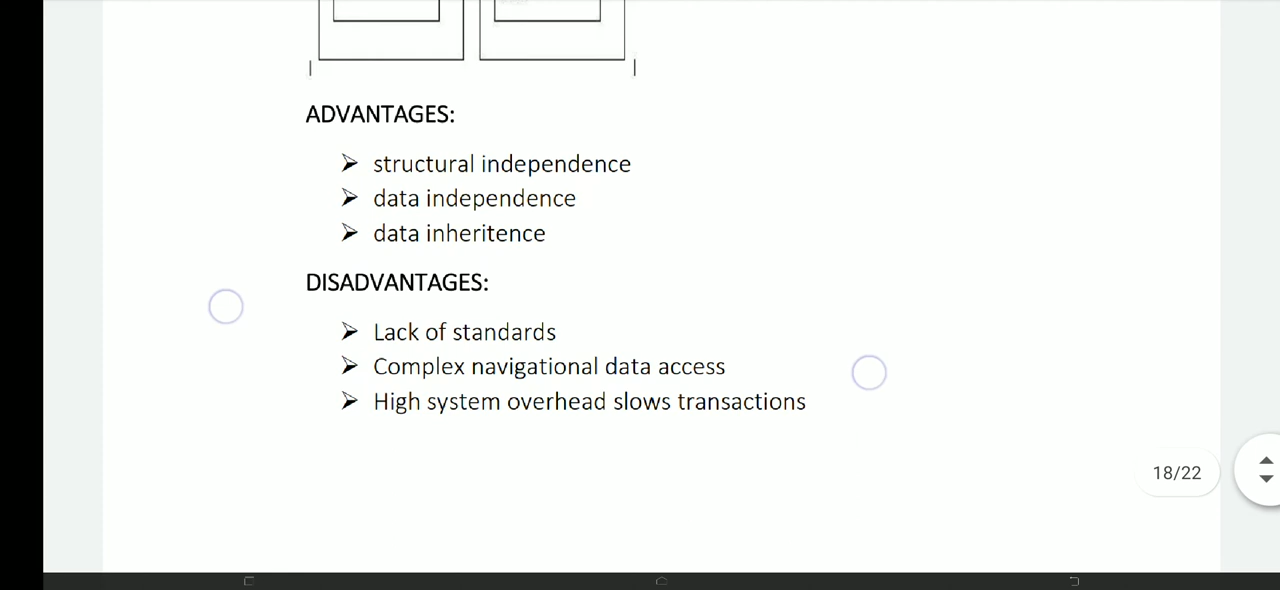 ADVANTAGES:
structural independence
data independence
data inheritence
DISADVANTAGES:
Lack of standards
Complex navigational data access
High system overhead slows transactions
18/22